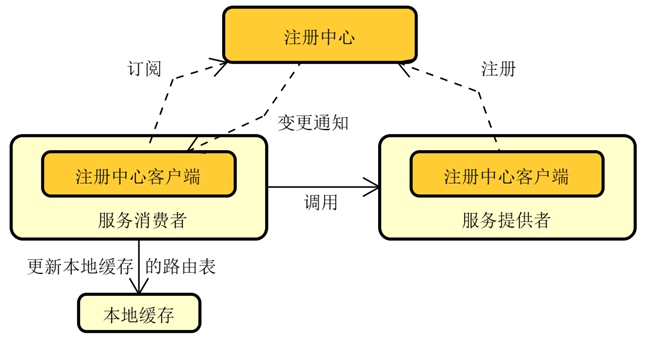 注册中心
订阅
注册
变更通知
注册中心客户端
服务消费者
调用
注册中心客户端
服务提供者
更新本地缓存的路由表
本地缓存